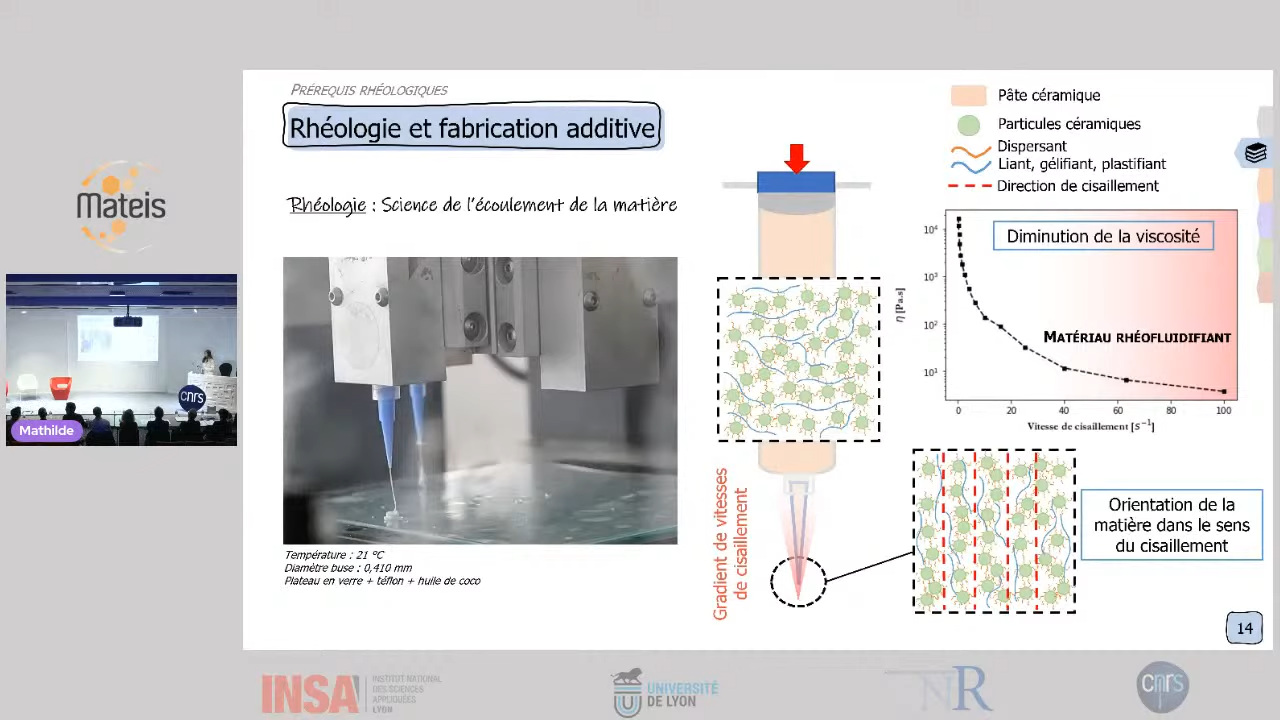 PRÉREQUIS RHÉOLOGIQUES
Rhéologie et fabrication additive
Rhéologie : Science de l'écoulement de la matière
Température : 21 °C
Diamètre buse : 0,410 mm
Plateau en verre + téflon + huile de coco
Gradient de vitesses
de cisaillement
Pâte céramique
Particules céramiques
Dispersant
Liant, gélifiant, plastifiant
Direction de cisaillement
Diminution de la viscosité
MATÉRIAU RHÉOFLUIDIFIANT
η [Pa.s]
10⁴
10³
10²
10¹
0 20 40 60 80 100
Vitesse de cisaillement [S⁻¹]
Orientation de la
matière dans le sens
du cisaillement
14
Mateis
cnrs
Mathilde
INSA
INSTITUT NATIONAL
DES SCIENCES
APPLIQUÉES
LYON
UNIVERSITÉ
DE LYON
NR
cnrs